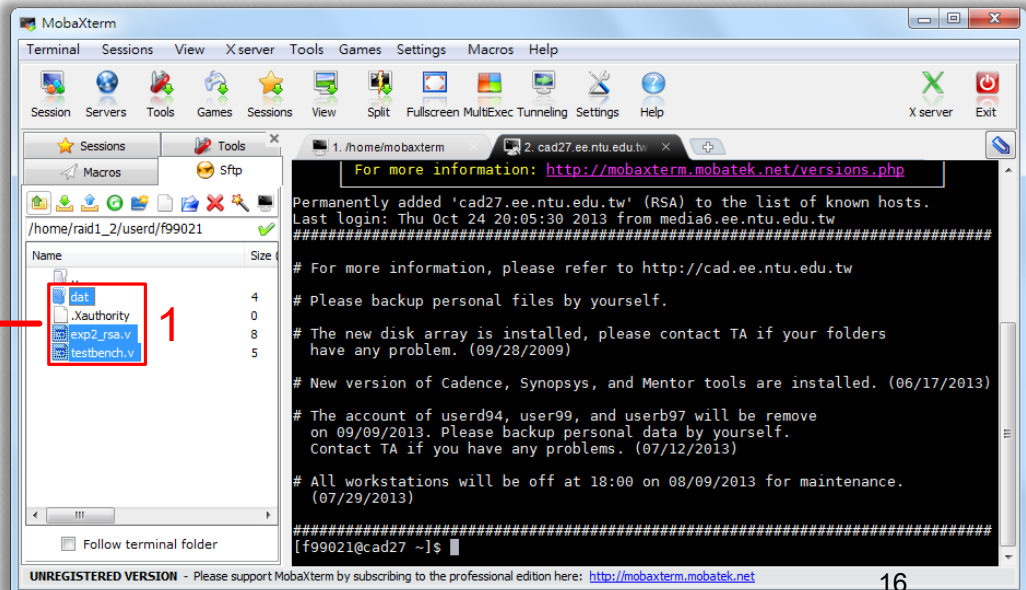 MobaXterm
Terminal Sessions View X server Tools Games Settings Macros Help
Session Servers Tools Games Sessions View Split Fullscreen MultiExec Tunneling Settings Help X server Exit
Sessions Tools
Macros Sftp
1. /home/mobaxterm
2. cad27.ee.ntu.edu.tw
/home/raid1_2/userd/f99021
Name Size (
..
dat 4
.Xauthority 0
exp2_rsa.v 8
testbench.v 5
1
Follow terminal folder
For more information: http://mobaxterm.mobatek.net/versions.php
Permanently added 'cad27.ee.ntu.edu.tw' (RSA) to the list of known hosts.
Last login: Thu Oct 24 20:05:30 2013 from media6.ee.ntu.edu.tw
###############################################################################
# For more information, please refer to http://cad.ee.ntu.edu.tw
# Please backup personal files by yourself.
# The new disk array is installed, please contact TA if your folders
have any problem. (09/28/2009)
# New version of Cadence, Synopsys, and Mentor tools are installed. (06/17/2013)
# The account of userd94, user99, and userb97 will be remove
on 09/09/2013. Please backup personal data by yourself.
Contact TA if you have any problems. (07/12/2013)
# All workstations will be off at 18:00 on 08/09/2013 for maintenance.
(07/29/2013)
###############################################################################
[f99021@cad27 ~]$
UNREGISTERED VERSION - Please support MobaXterm by subscribing to the professional edition here: http://mobaxterm.mobatek.net
16